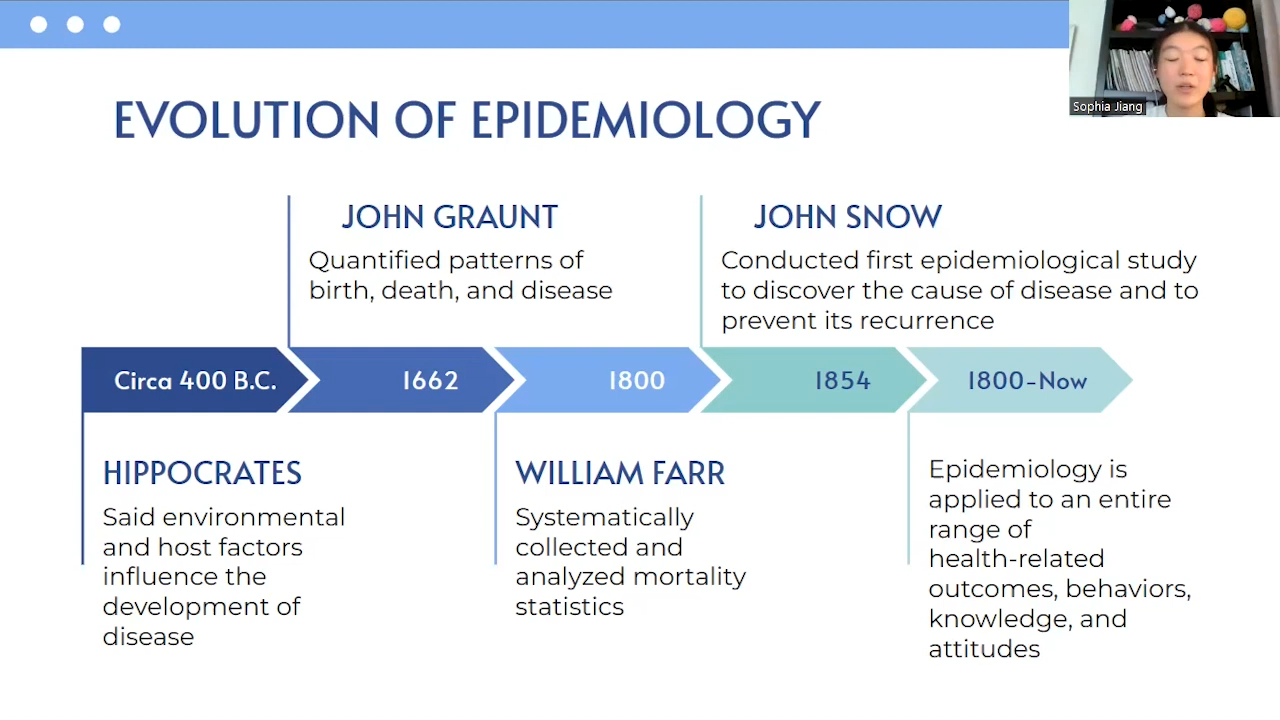 Sophia Jiang
EVOLUTION OF EPIDEMIOLOGY
JOHN GRAUNT
Quantified patterns of
birth, death, and disease
JOHN SNOW
Conducted first epidemiological study
to discover the cause of disease and to
prevent its recurrence
Circa 400 B.C.
1662
1800
1854
1800-Now
HIPPOCRATES
Said environmental
and host factors
influence the
development of
disease
WILLIAM FARR
Systematically
collected and
analyzed mortality
statistics
Epidemiology is
applied to an entire
range of
health-related
outcomes, behaviors,
knowledge, and
attitudes